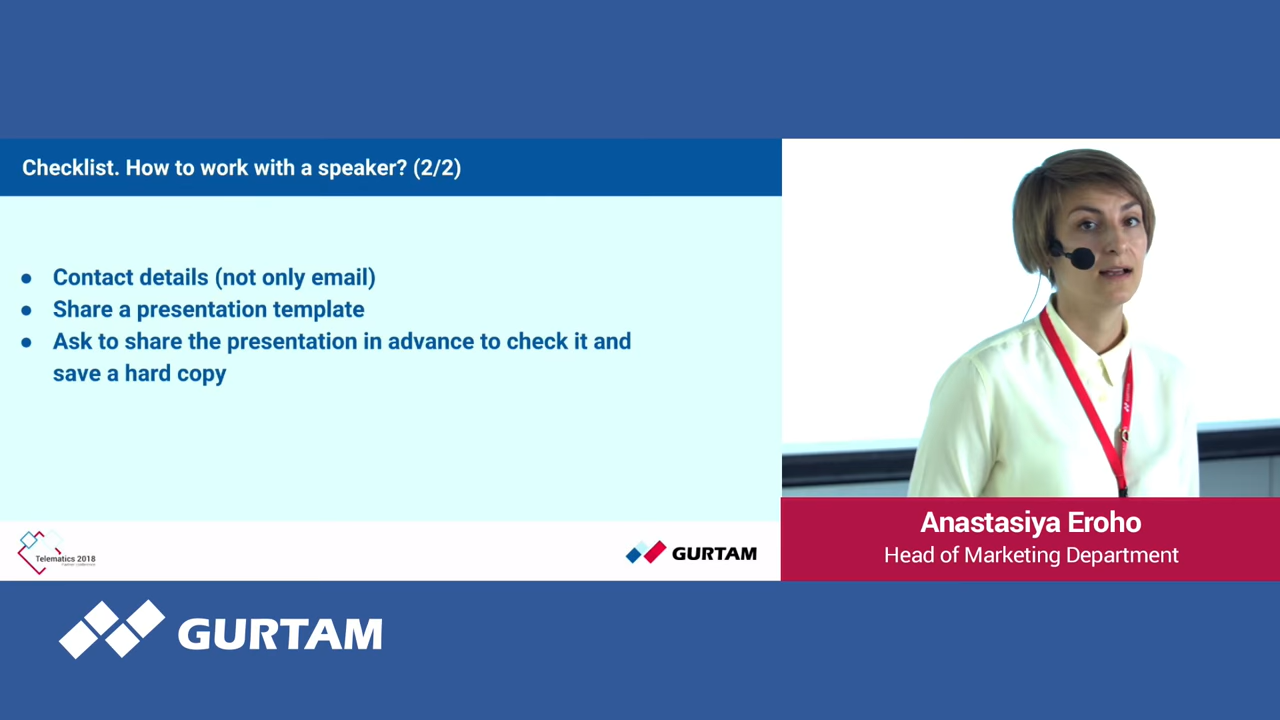 Checklist. How to work with a speaker? (2/2)
• Contact details (not only email)
• Share a presentation template
• Ask to share the presentation in advance to check it and
save a hard copy
Telematics 2018
GURTAM
Anastasiya Eroho
Head of Marketing Department
GURTAM